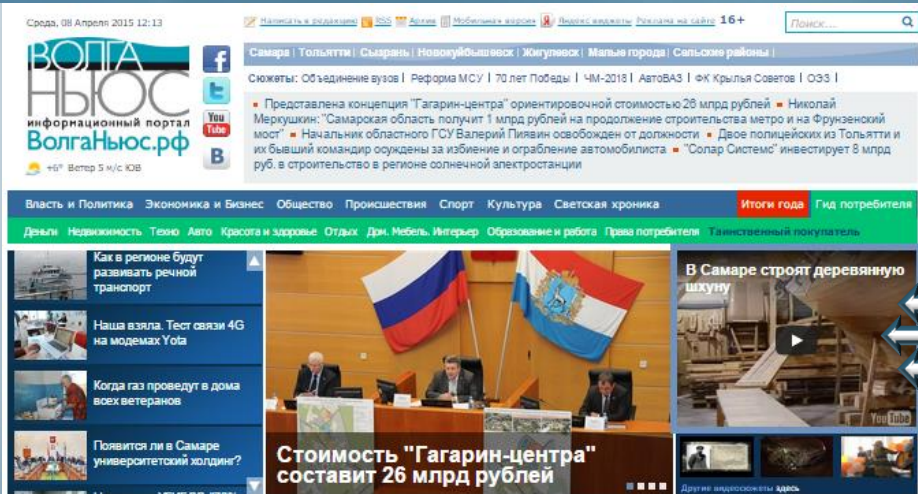 Среда, 08 Апреля 2015 12:13
Написать в редакцию RSS Архив Мобильная версия Яндекс виджеты Реклама на сайте 16+
Поиск...
ВОЛГА
НЬЮС
информационный портал
ВолгаНьюс.рф
+6° Ветер 5 м/с ЮВ
You
Tube
Самара | Тольятти | Сызрань | Новокуйбышевск | Жигулевск | Малые города | Сельские районы |
Сюжеты: Объединение вузов | Реформа МСУ | 70 лет Победы | ЧМ-2018 | АвтоВАЗ | ФК Крылья Советов | ОЭЗ |
Представлена концепция "Гагарин-центра" ориентировочной стоимостью 26 млрд рублей ▪ Николай
Меркушкин: "Самарская область получит 1 млрд рублей на продолжение строительства метро и на Фрунзенский
мост" ▪ Начальник областного ГСУ Валерий Пиявин освобожден от должности ▪ Двое полицейских из Тольятти и
их бывший командир осуждены за избиение и ограбление автомобилиста ▪ "Солар Системс" инвестирует 8 млрд
руб. в строительство в регионе солнечной электростанции
Власть и Политика Экономика и Бизнес Общество Происшествия Спорт Культура Светская хроника Итоги года Гид потребителя
Деньги Недвижимость Техно Авто Красота и здоровье Отдых Дом. Мебель. Интерьер Образование и работа Права потребителя Таинственный покупатель
Как в регионе будут
развивать речной
транспорт
Наша взяла. Тест связи 4G
на модемах Yota
Когда газ проведут в дома
всех ветеранов
Появится ли в Самаре
университетский холдинг?
Стоимость "Гагарин-центра"
составит 26 млрд рублей
В Самаре строят деревянную
шхуну
YouTube
Другие видеосюжеты здесь